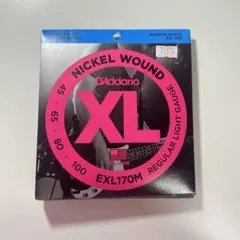 NICKEL WOUND
D'Addario
XL
45 • 65 • 80 • 100
EXL170M
REGULAR LIGHT GAUGE